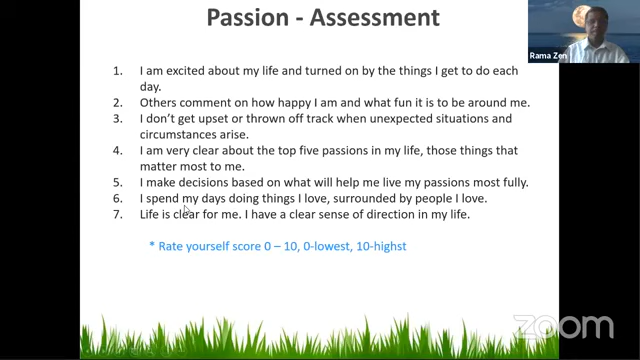 Passion - Assessment
Rama Zen
1. I am excited about my life and turned on by the things I get to do each
day.
2. Others comment on how happy I am and what fun it is to be around me.
3. I don't get upset or thrown off track when unexpected situations and
circumstances arise.
4. I am very clear about the top five passions in my life, those things that
matter most to me.
5. I make decisions based on what will help me live my passions most fully.
6. I spend my days doing things I love, surrounded by people I love.
7. Life is clear for me. I have a clear sense of direction in my life.
* Rate yourself score 0 – 10, 0-lowest, 10-highst
zoom